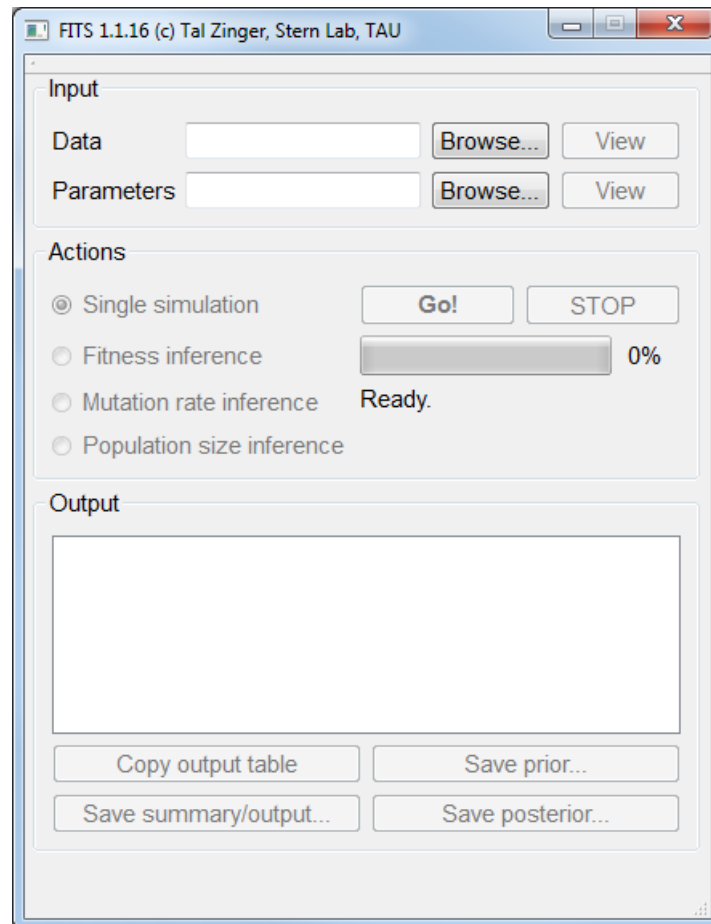 FITS 1.1.16 (c) Tal Zinger, Stern Lab, TAU
Input
Data Browse... View
Parameters Browse... View
Actions
Single simulation Go! STOP
Fitness inference 0%
Mutation rate inference Ready.
Population size inference
Output
Copy output table Save prior...
Save summary/output... Save posterior...